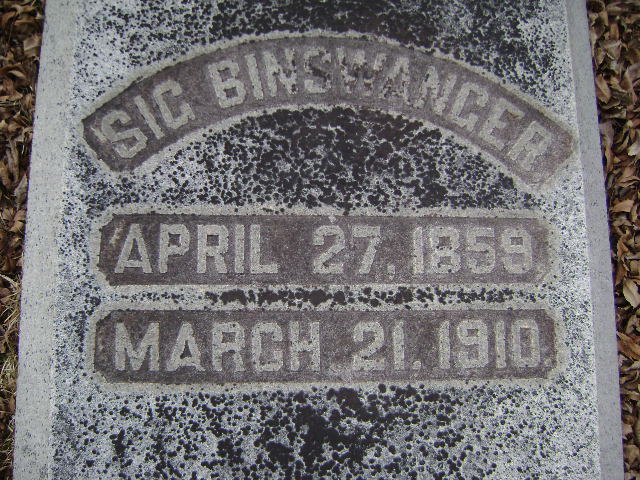 SIG BINSWANGER
APRIL 27, 1859
MARCH 21, 1910.